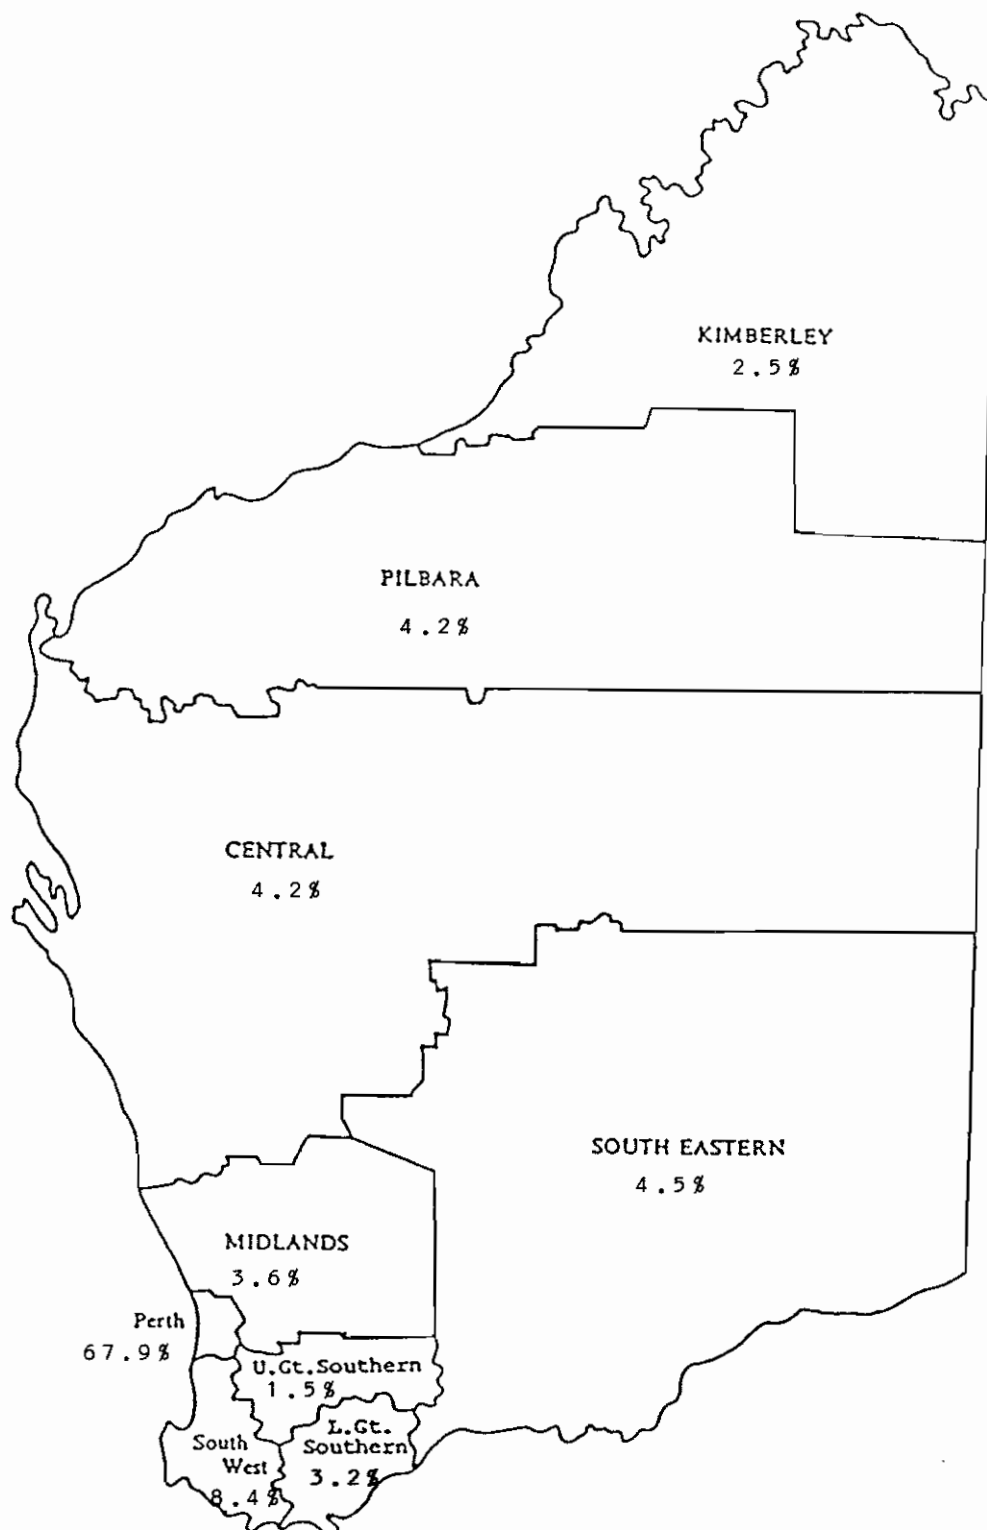 KIMBERLEY
2.5%
PILBARA
4.2%
CENTRAL
4.2%
SOUTH EASTERN
4.5%
MIDLANDS
3.6%
Perth
67.9%
U.Gt.Southern
1.5%
L.Gt.
Southern
3.2%
South
West
8.4%